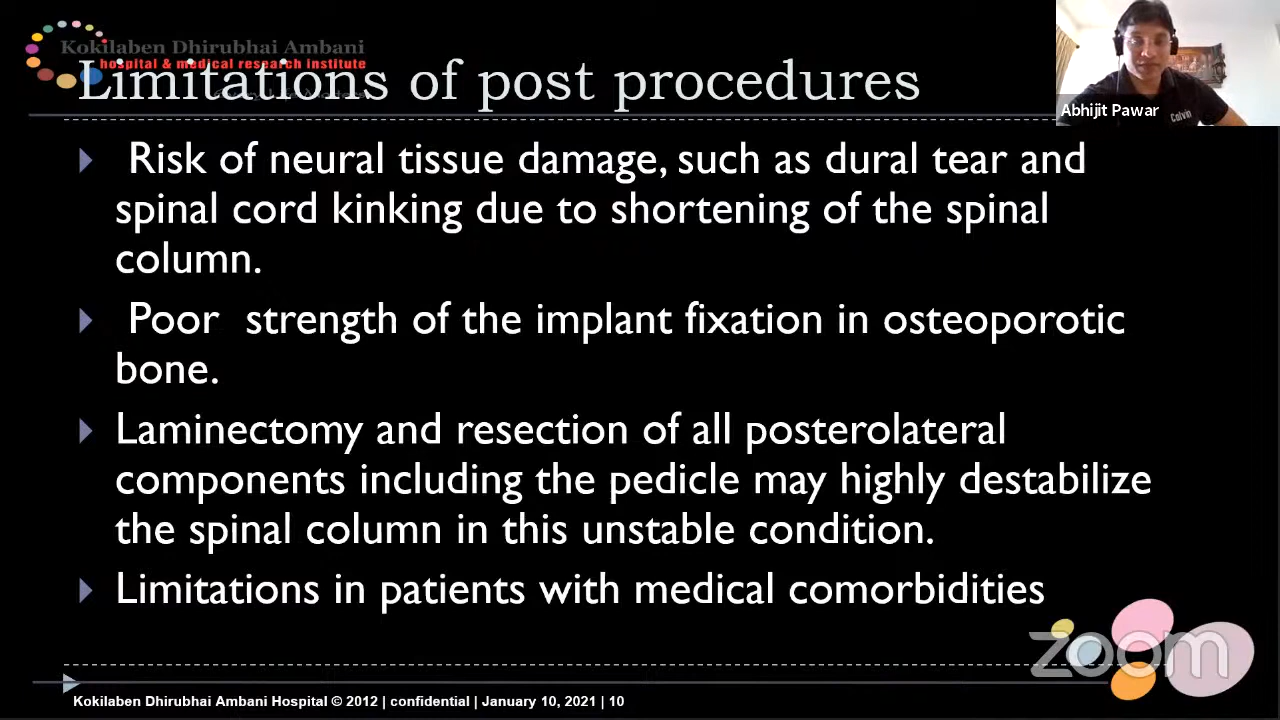 Kokilaben Dhirubhai Ambani
hospital & medical research institute
Limitations of post procedures
Abhijit Pawar
Calvin
Risk of neural tissue damage, such as dural tear and
spinal cord kinking due to shortening of the spinal
column.
Poor strength of the implant fixation in osteoporotic
bone.
Laminectomy and resection of all posterolateral
components including the pedicle may highly destabilize
the spinal column in this unstable condition.
Limitations in patients with medical comorbidities
zoom
Kokilaben Dhirubhai Ambani Hospital © 2012 | confidential | January 10, 2021 | 10